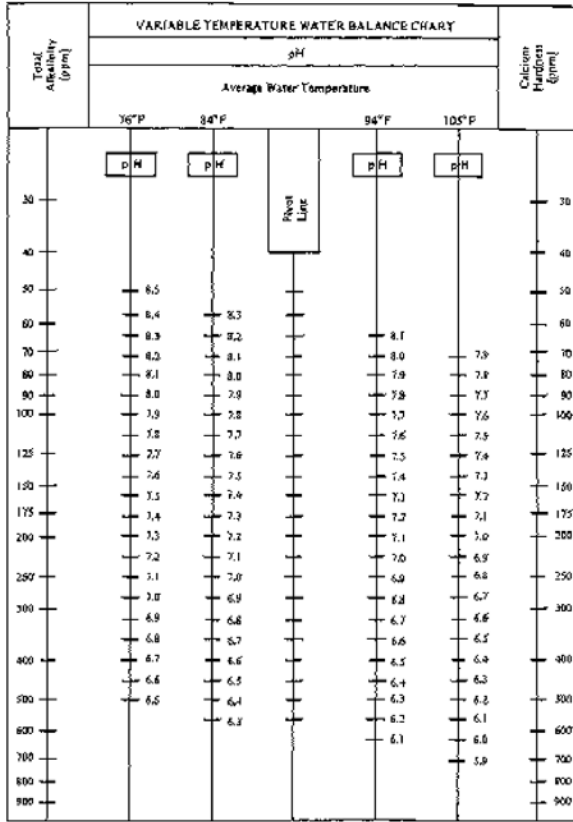 VARIABLE TEMPERATURE WATER BALANCE CHART
pH
Average Water Temperature
Total
Alkalinity
(ppm)
Calcium
Hardness
(ppm)
76°F 84°F 94°F 105°F
pH pH pH pH
Pivot
Line
30 30
40 40
50 8.5 50
8.4 8.3
60 60
8.3 8.2 8.1
70 8.2 8.1 8.0 7.9 70
80 8.1 8.0 7.9 7.8 80
90 8.0 7.9 7.8 7.7 90
100 7.9 7.8 7.7 7.6 100
7.8 7.7 7.6 7.5
125 7.7 7.6 7.5 7.4 125
7.6 7.5 7.4 7.3
150 150
7.5 7.4 7.3 7.2
175 7.4 7.3 7.2 7.1 175
200 7.3 7.2 7.1 7.0 200
7.2 7.1 7.0 6.9
250 7.1 7.0 6.9 6.8 250
7.0 6.9 6.8 6.7
300 300
6.9 6.8 6.7 6.6
6.8 6.7 6.6 6.5
400 6.7 6.6 6.5 6.4 400
6.6 6.5 6.4 6.3
500 6.5 6.4 6.3 6.2 500
6.3 6.2 6.1
600 600
6.1 6.0
700 5.9 700
800 800
900 900